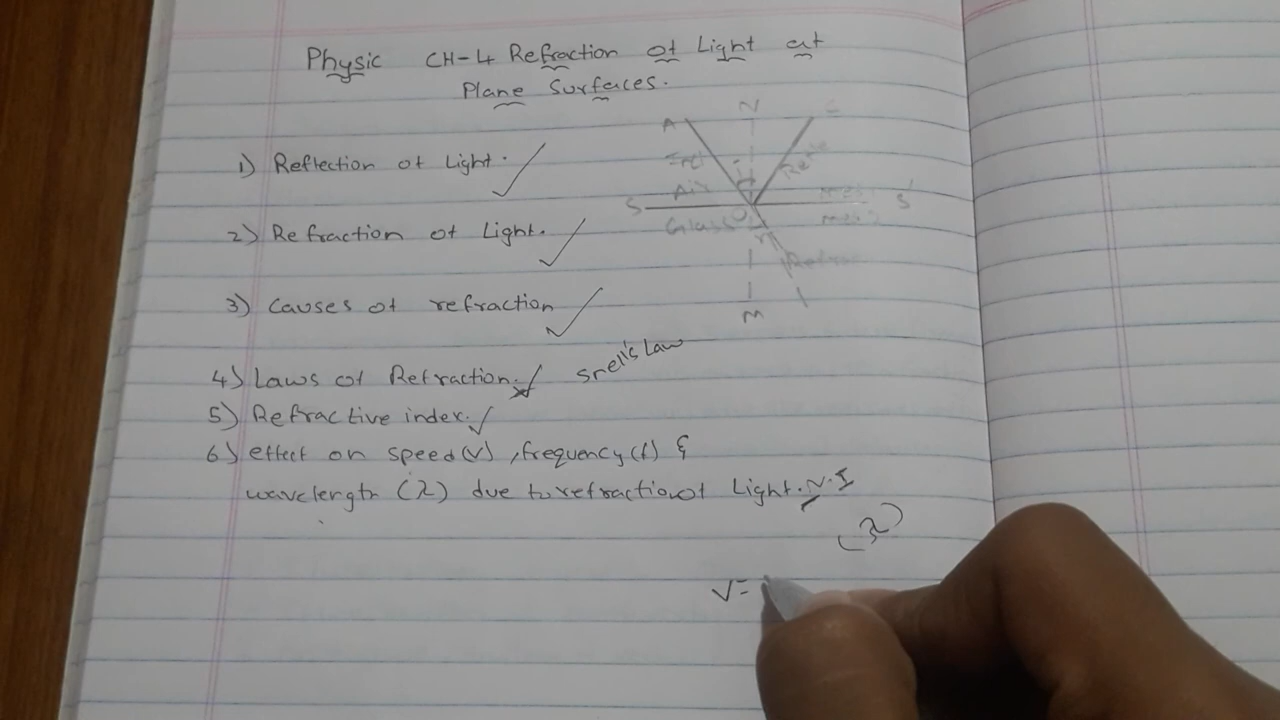 Physic CH-4 Refraction of Light at
Plane Surfaces.
N
A
1) Reflection of Light.
Air
S S'
Glass O
2) Refraction of Light.
r
3) Causes of refraction
M
Snell's Law
4) Laws of Refraction.
5) Refractive index.
6) effect on speed(v), frequency(f) &
wavelength (λ) due to refraction of Light. N.I
(λ)
V=